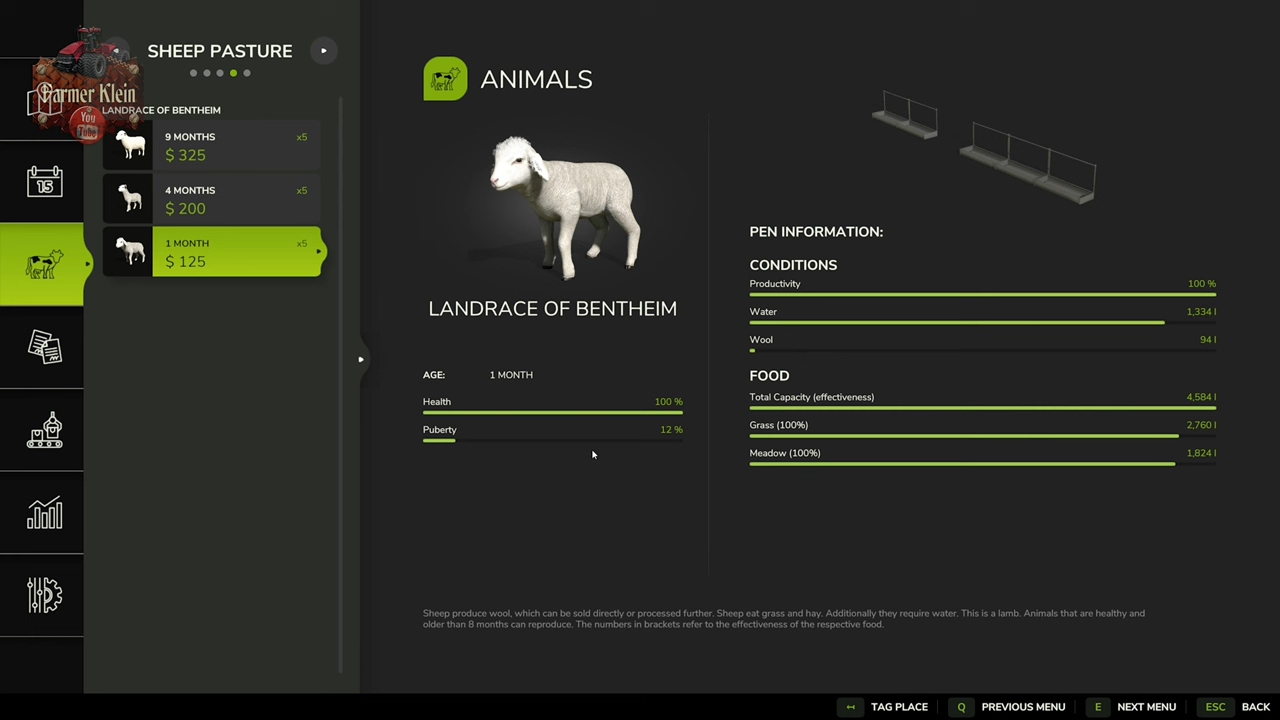 SHEEP PASTURE
Farmer Klein
You
Tube
LANDRACE OF BENTHEIM
9 MONTHS x5
$ 325
4 MONTHS x5
$ 200
1 MONTH x5
$ 125
15
ANIMALS
LANDRACE OF BENTHEIM
AGE: 1 MONTH
Health 100 %
Puberty 12 %
PEN INFORMATION:
CONDITIONS
Productivity 100 %
Water 1,334 l
Wool 94 l
FOOD
Total Capacity (effectiveness) 4,584 l
Grass (100%) 2,760 l
Meadow (100%) 1,824 l
Sheep produce wool, which can be sold directly or processed further. Sheep eat grass and hay. Additionally they require water. This is a lamb. Animals that are healthy and
older than 8 months can reproduce. The numbers in brackets refer to the effectiveness of the respective food.
TAG PLACE Q PREVIOUS MENU E NEXT MENU ESC BACK